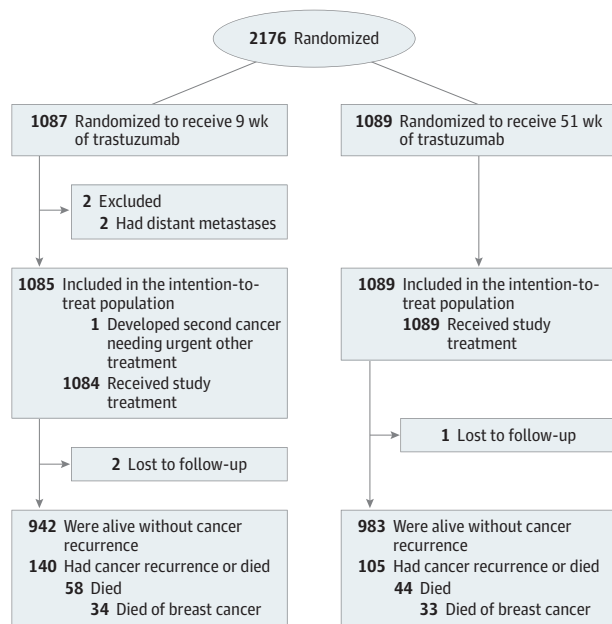 2176 Randomized
1087 Randomized to receive 9 wk
of trastuzumab
1089 Randomized to receive 51 wk
of trastuzumab
2 Excluded
2 Had distant metastases
1085 Included in the intention-to-
treat population
1 Developed second cancer
needing urgent other
treatment
1084 Received study
treatment
1089 Included in the intention-to-
treat population
1089 Received study
treatment
2 Lost to follow-up
1 Lost to follow-up
942 Were alive without cancer
recurrence
140 Had cancer recurrence or died
58 Died
34 Died of breast cancer
983 Were alive without cancer
recurrence
105 Had cancer recurrence or died
44 Died
33 Died of breast cancer